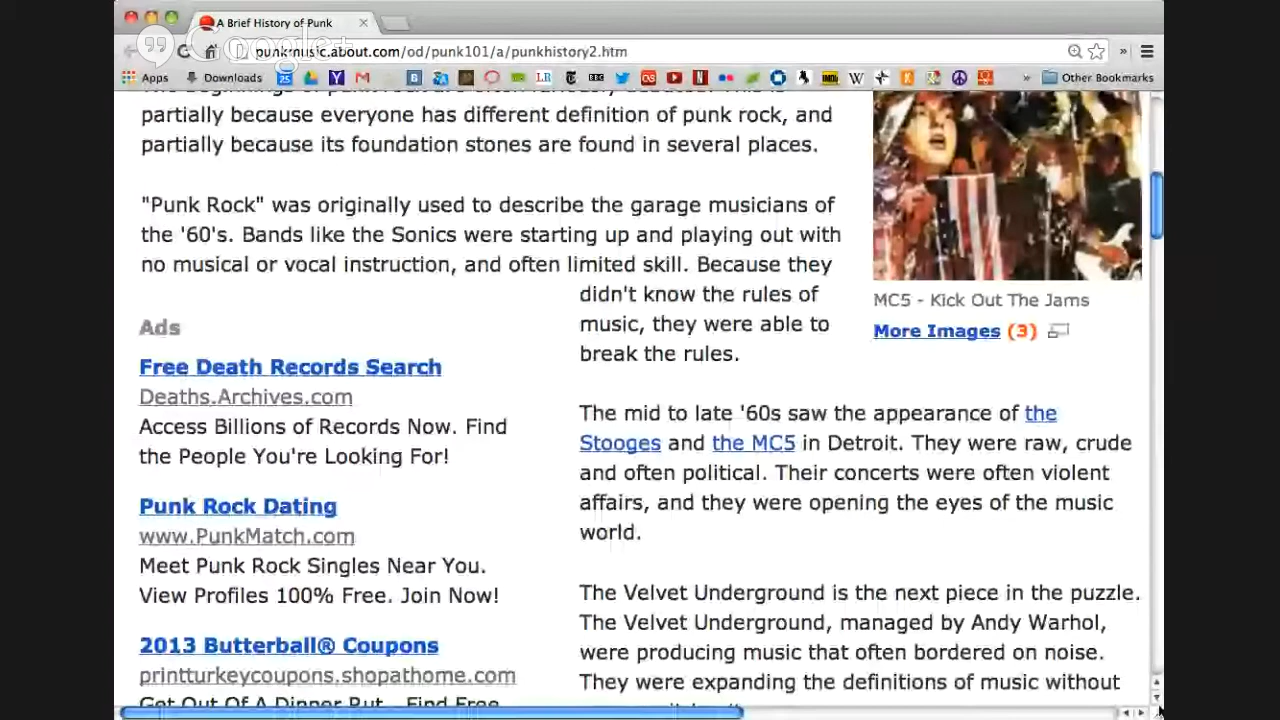 A Brief History of Punk
Google+
punkmusic.about.com/od/punk101/a/punkhistory2.htm
Apps
Downloads
Other Bookmarks
partially because everyone has different definition of punk rock, and
partially because its foundation stones are found in several places.
"Punk Rock" was originally used to describe the garage musicians of
the '60's. Bands like the Sonics were starting up and playing out with
no musical or vocal instruction, and often limited skill. Because they
didn't know the rules of
music, they were able to
break the rules.
MC5 - Kick Out The Jams
More Images (3)
Ads
Free Death Records Search
Deaths.Archives.com
Access Billions of Records Now. Find
the People You're Looking For!
Punk Rock Dating
www.PunkMatch.com
Meet Punk Rock Singles Near You.
View Profiles 100% Free. Join Now!
2013 Butterball® Coupons
printturkeycoupons.shopathome.com
Get Out Of A Dinner Rut - Find Free
The mid to late '60s saw the appearance of the
Stooges and the MC5 in Detroit. They were raw, crude
and often political. Their concerts were often violent
affairs, and they were opening the eyes of the music
world.
The Velvet Underground is the next piece in the puzzle.
The Velvet Underground, managed by Andy Warhol,
were producing music that often bordered on noise.
They were expanding the definitions of music without